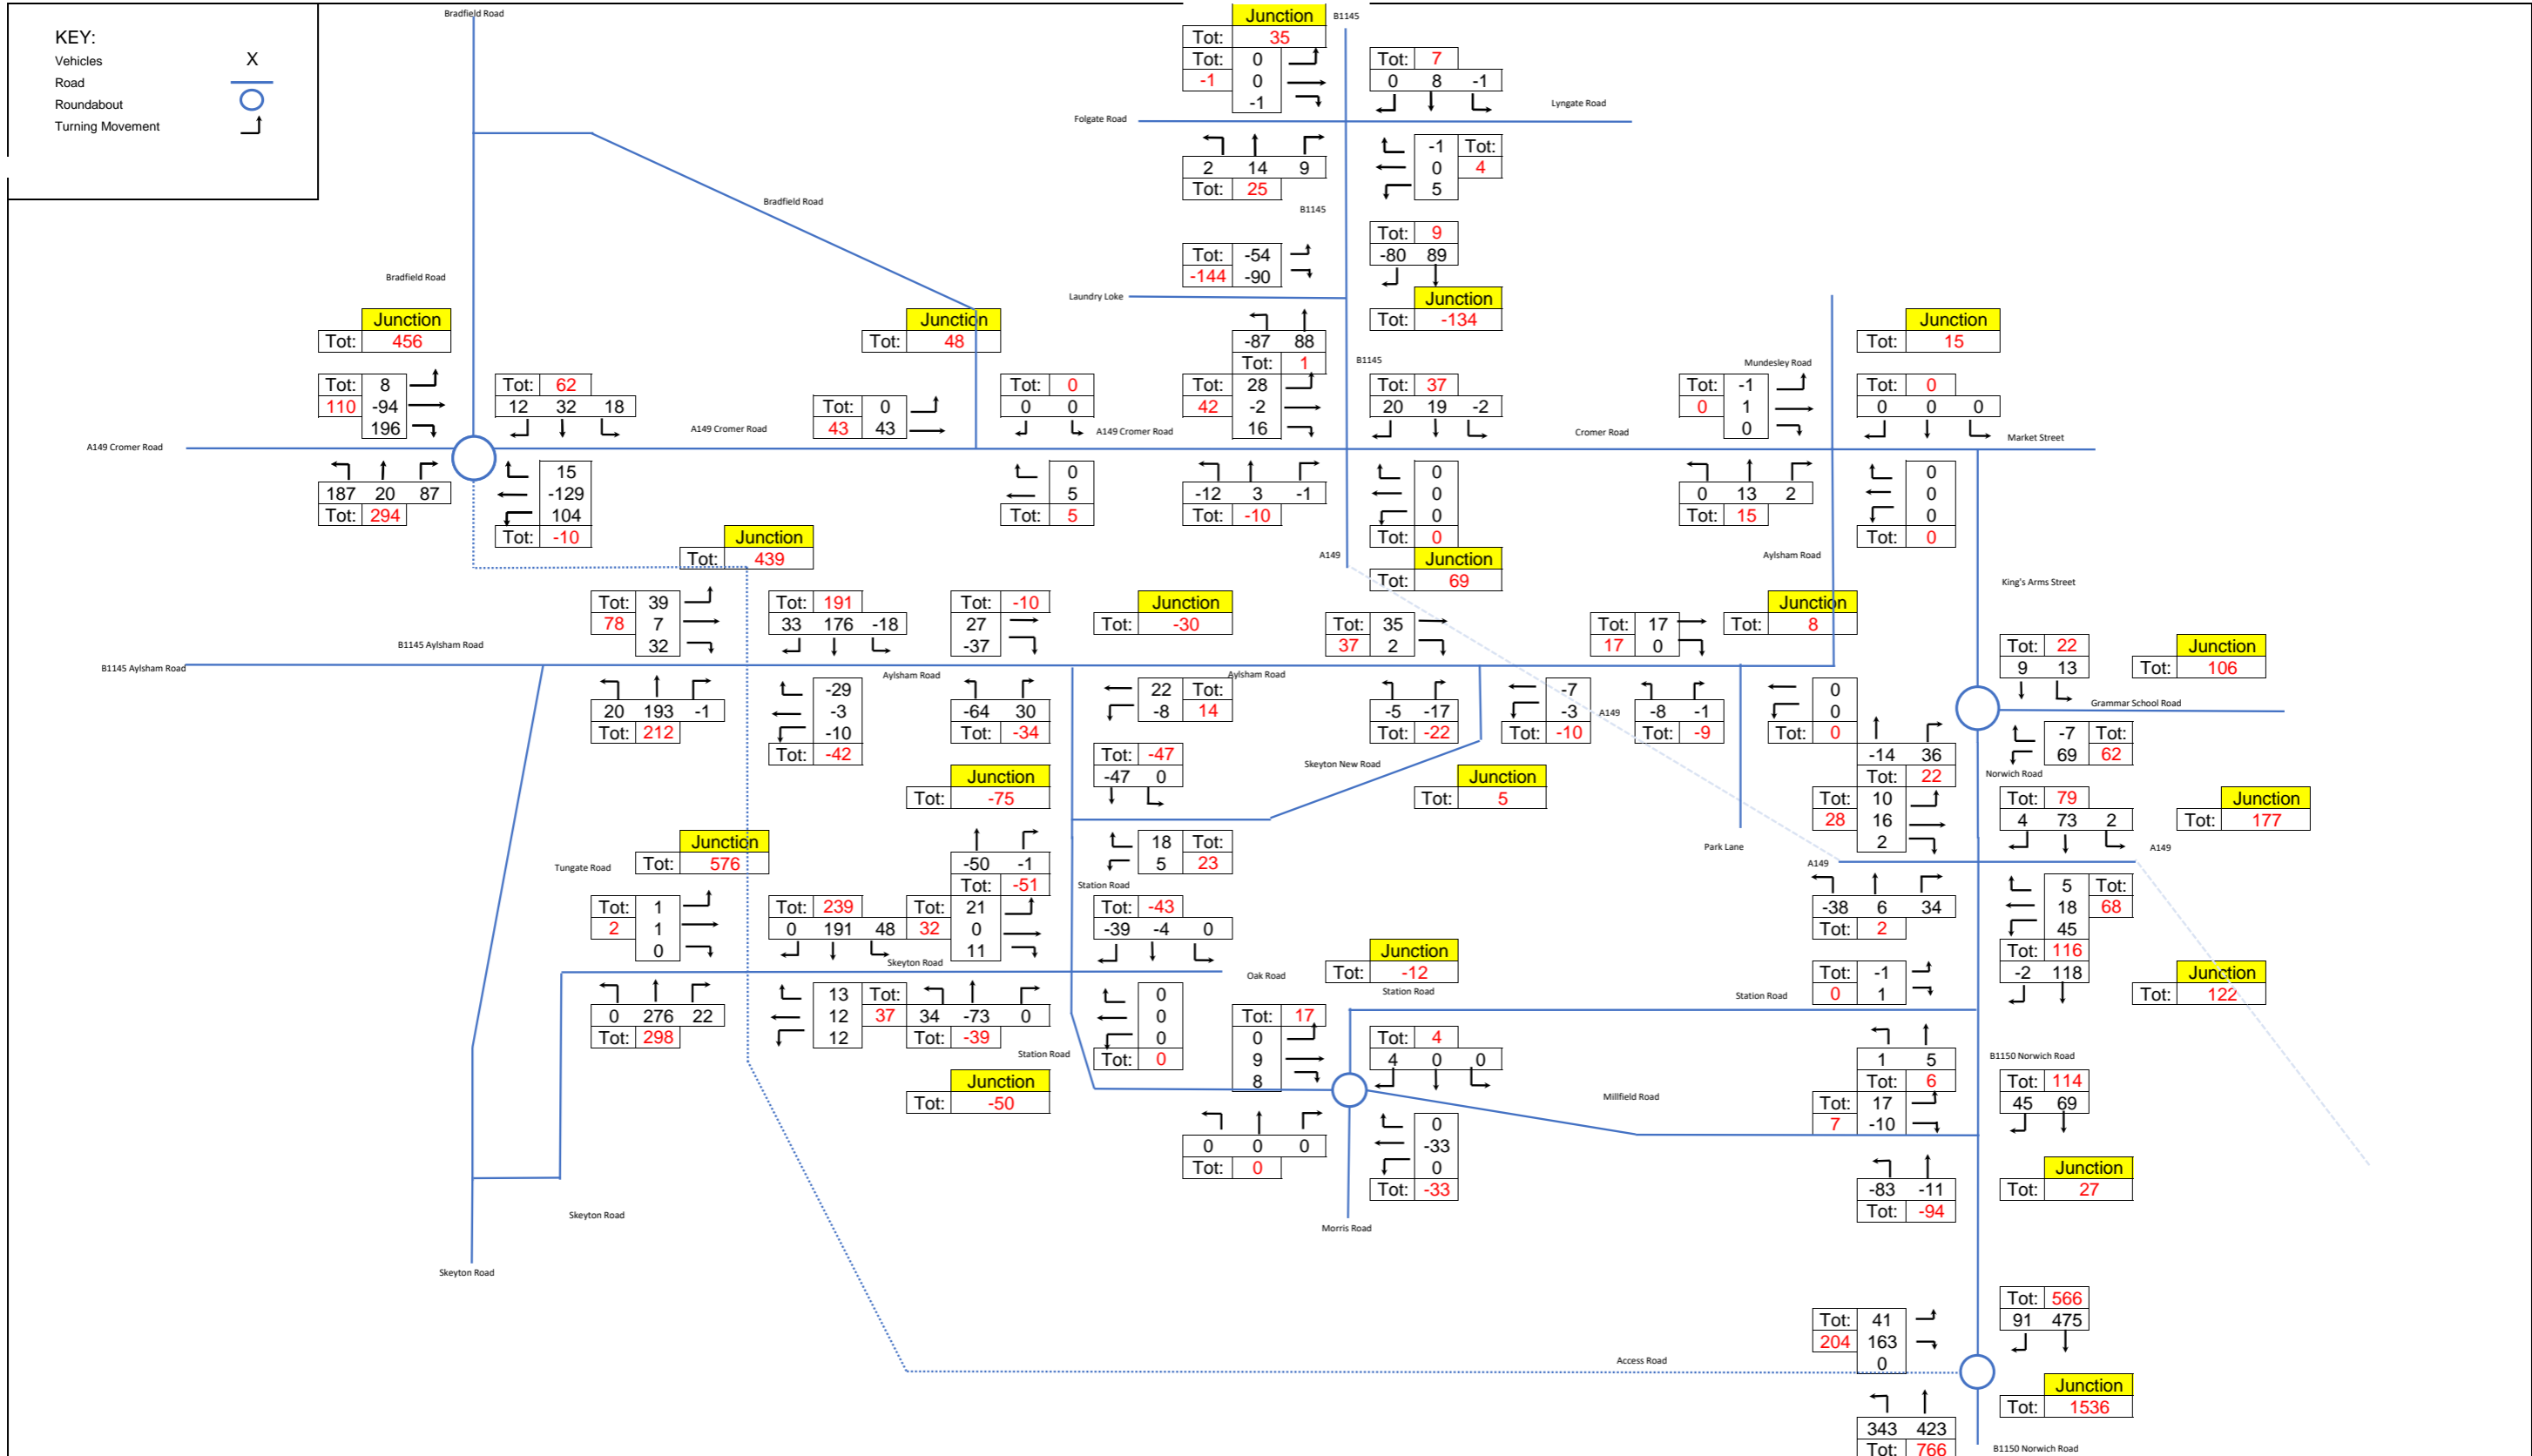 Bradfield Road
Junction
B1145
KEY:
Tot: 35
Vehicles X
Tot: 0
-1 0
-1
Tot: 7
0 8 -1
Road
Roundabout
Turning Movement
Lyngate Road
Folgate Road
2 14 9
Tot: 25
-1 Tot:
0 4
5
Bradfield Road
B1145
Tot: 9
-80 89
Tot: -54
-144 -90
Bradfield Road
Laundry Loke
Junction
Tot: -134
Junction
Tot: 456
Junction
Tot: 48
-87 88
Tot: 1
B1145
Junction
Tot: 15
Mundesley Road
Tot: 8
110 -94
196
Tot: 62
12 32 18
A149 Cromer Road
Tot: 0
43 43
Tot: 0
0 0
A149 Cromer Road
Tot: 28
42 -2
16
Tot: 37
20 19 -2
Cromer Road
Tot: -1
0 1
0
Tot: 0
0 0 0
Market Street
A149 Cromer Road
187 20 87
Tot: 294
15
-129
104
Tot: -10
0
5
Tot: 5
-12 3 -1
Tot: -10
0
0
0
Tot: 0
0 13 2
Tot: 15
0
0
0
Tot: 0
Junction
Tot: 439
A149
Junction
Tot: 69
Aylsham Road
King's Arms Street
Tot: 39
78 7
32
Tot: 191
33 176 -18
Tot: -10
27
-37
Junction
Tot: -30
Tot: 35
37 2
Tot: 17
17 0
Junction
Tot: 8
B1145 Aylsham Road
B1145 Aylsham Road
Aylsham Road
Aylsham Road
Tot: 22
9 13
Junction
Tot: 106
20 193 -1
Tot: 212
-29
-3
-10
Tot: -42
-64 30
Tot: -34
22 Tot:
-8 14
-5 -17
Tot: -22
-7
-3
Tot: -10
A149
-8 -1
Tot: -9
0
0
0
Grammar School Road
-14 36
Tot: 22
-7 Tot:
69 62
Tot: -47
-47 0
Skeyton New Road
Junction
Tot: -75
Junction
Tot: 5
Norwich Road
Tot: 10
28 16
2
Tot: 79
4 73 2
Junction
Tot: 177
Junction
Tot: 576
Tungate Road
-50 -1
Tot: -51
18 Tot:
5 23
Park Lane
A149
A149
Station Road
Tot: 1
2 1
0
Tot: 239
0 191 48
Tot: 21
32 0
11
Tot: -43
-39 -4 0
-38 6 34
Tot: 2
5 Tot:
18 68
45
Skeyton Road
Oak Road
Junction
Tot: -12
Station Road
Station Road
Tot: -1
0 1
Tot: 116
-2 118
Junction
Tot: 122
0 276 22
Tot: 298
13 Tot:
12 37
12
34 -73 0
Tot: -39
Station Road
0
0
0
Tot: 0
Tot: 17
0
9
8
Tot: 4
4 0 0
1 5
Tot: 6
B1150 Norwich Road
Junction
Tot: -50
Millfield Road
Tot: 17
7 -10
Tot: 114
45 69
0 0 0
Tot: 0
0
-33
0
Tot: -33
-83 -11
Tot: -94
Junction
Tot: 27
Skeyton Road
Morris Road
Skeyton Road
Tot: 41
204 163
0
Tot: 566
91 475
Access Road
Junction
Tot: 1536
343 423
Tot: 766
B1150 Norwich Road